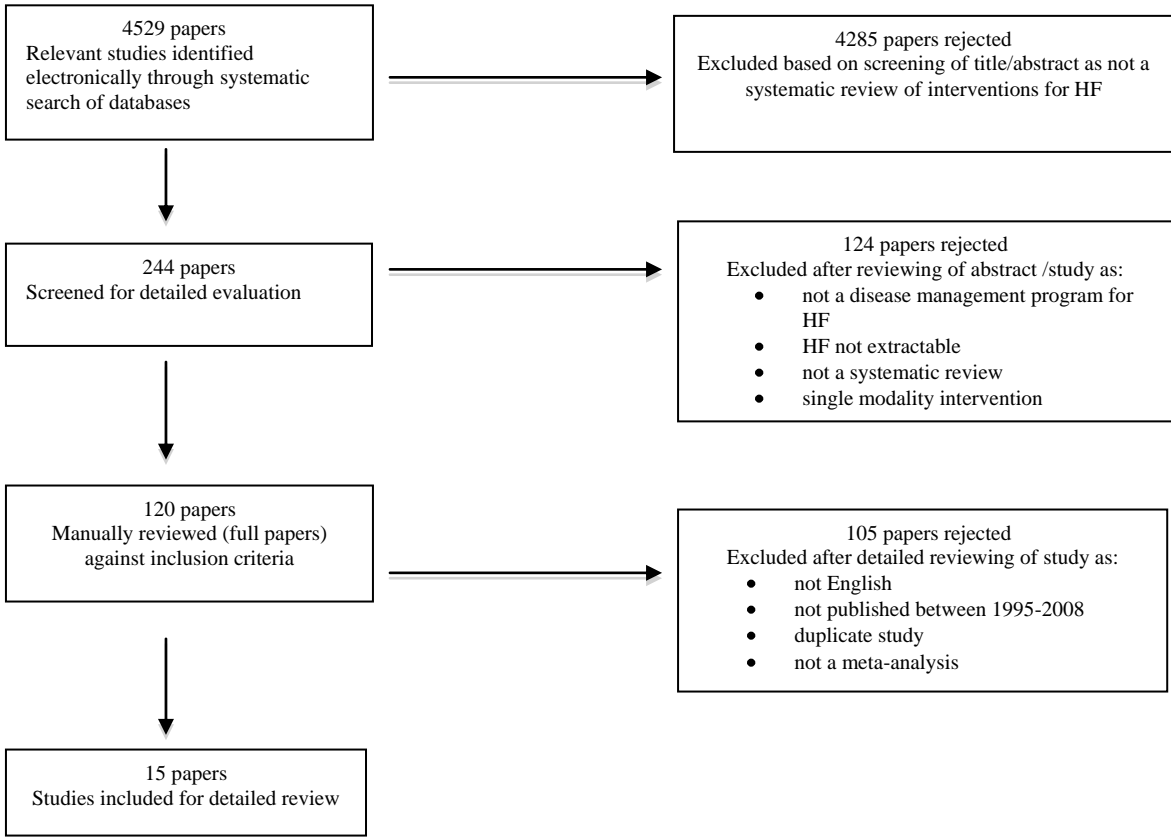 4529 papers
Relevant studies identified
electronically through systematic
search of databases
4285 papers rejected
Excluded based on screening of title/abstract as not a
systematic review of interventions for HF
244 papers
Screened for detailed evaluation
124 papers rejected
Excluded after reviewing of abstract /study as:
• not a disease management program for
HF
• HF not extractable
• not a systematic review
• single modality intervention
120 papers
Manually reviewed (full papers)
against inclusion criteria
105 papers rejected
Excluded after detailed reviewing of study as:
• not English
• not published between 1995-2008
• duplicate study
• not a meta-analysis
15 papers
Studies included for detailed review